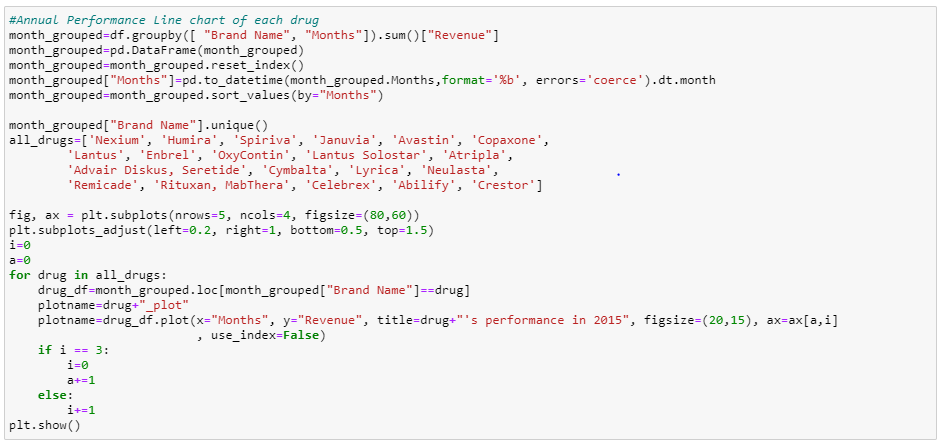 #Annual Performance Line chart of each drug
month_grouped=df.groupby([ "Brand Name", "Months"]).sum()["Revenue"]
month_grouped=pd.DataFrame(month_grouped)
month_grouped=month_grouped.reset_index()
month_grouped["Months"]=pd.to_datetime(month_grouped.Months,format='%b', errors='coerce').dt.month
month_grouped=month_grouped.sort_values(by="Months")

month_grouped["Brand Name"].unique()
all_drugs=['Nexium', 'Humira', 'Spiriva', 'Januvia', 'Avastin', 'Copaxone',
        'Lantus', 'Enbrel', 'OxyContin', 'Lantus Solostar', 'Atripla',
        'Advair Diskus, Seretide', 'Cymbalta', 'Lyrica', 'Neulasta',
        'Remicade', 'Rituxan, MabThera', 'Celebrex', 'Abilify', 'Crestor']

fig, ax = plt.subplots(nrows=5, ncols=4, figsize=(80,60))
plt.subplots_adjust(left=0.2, right=1, bottom=0.5, top=1.5)
i=0
a=0
for drug in all_drugs:
    drug_df=month_grouped.loc[month_grouped["Brand Name"]==drug]
    plotname=drug+"_plot"
    plotname=drug_df.plot(x="Months", y="Revenue", title=drug+"'s performance in 2015", figsize=(20,15), ax=ax[a,i]
                         , use_index=False)
    if i == 3:
        i=0
        a+=1
    else:
        i+=1
plt.show()